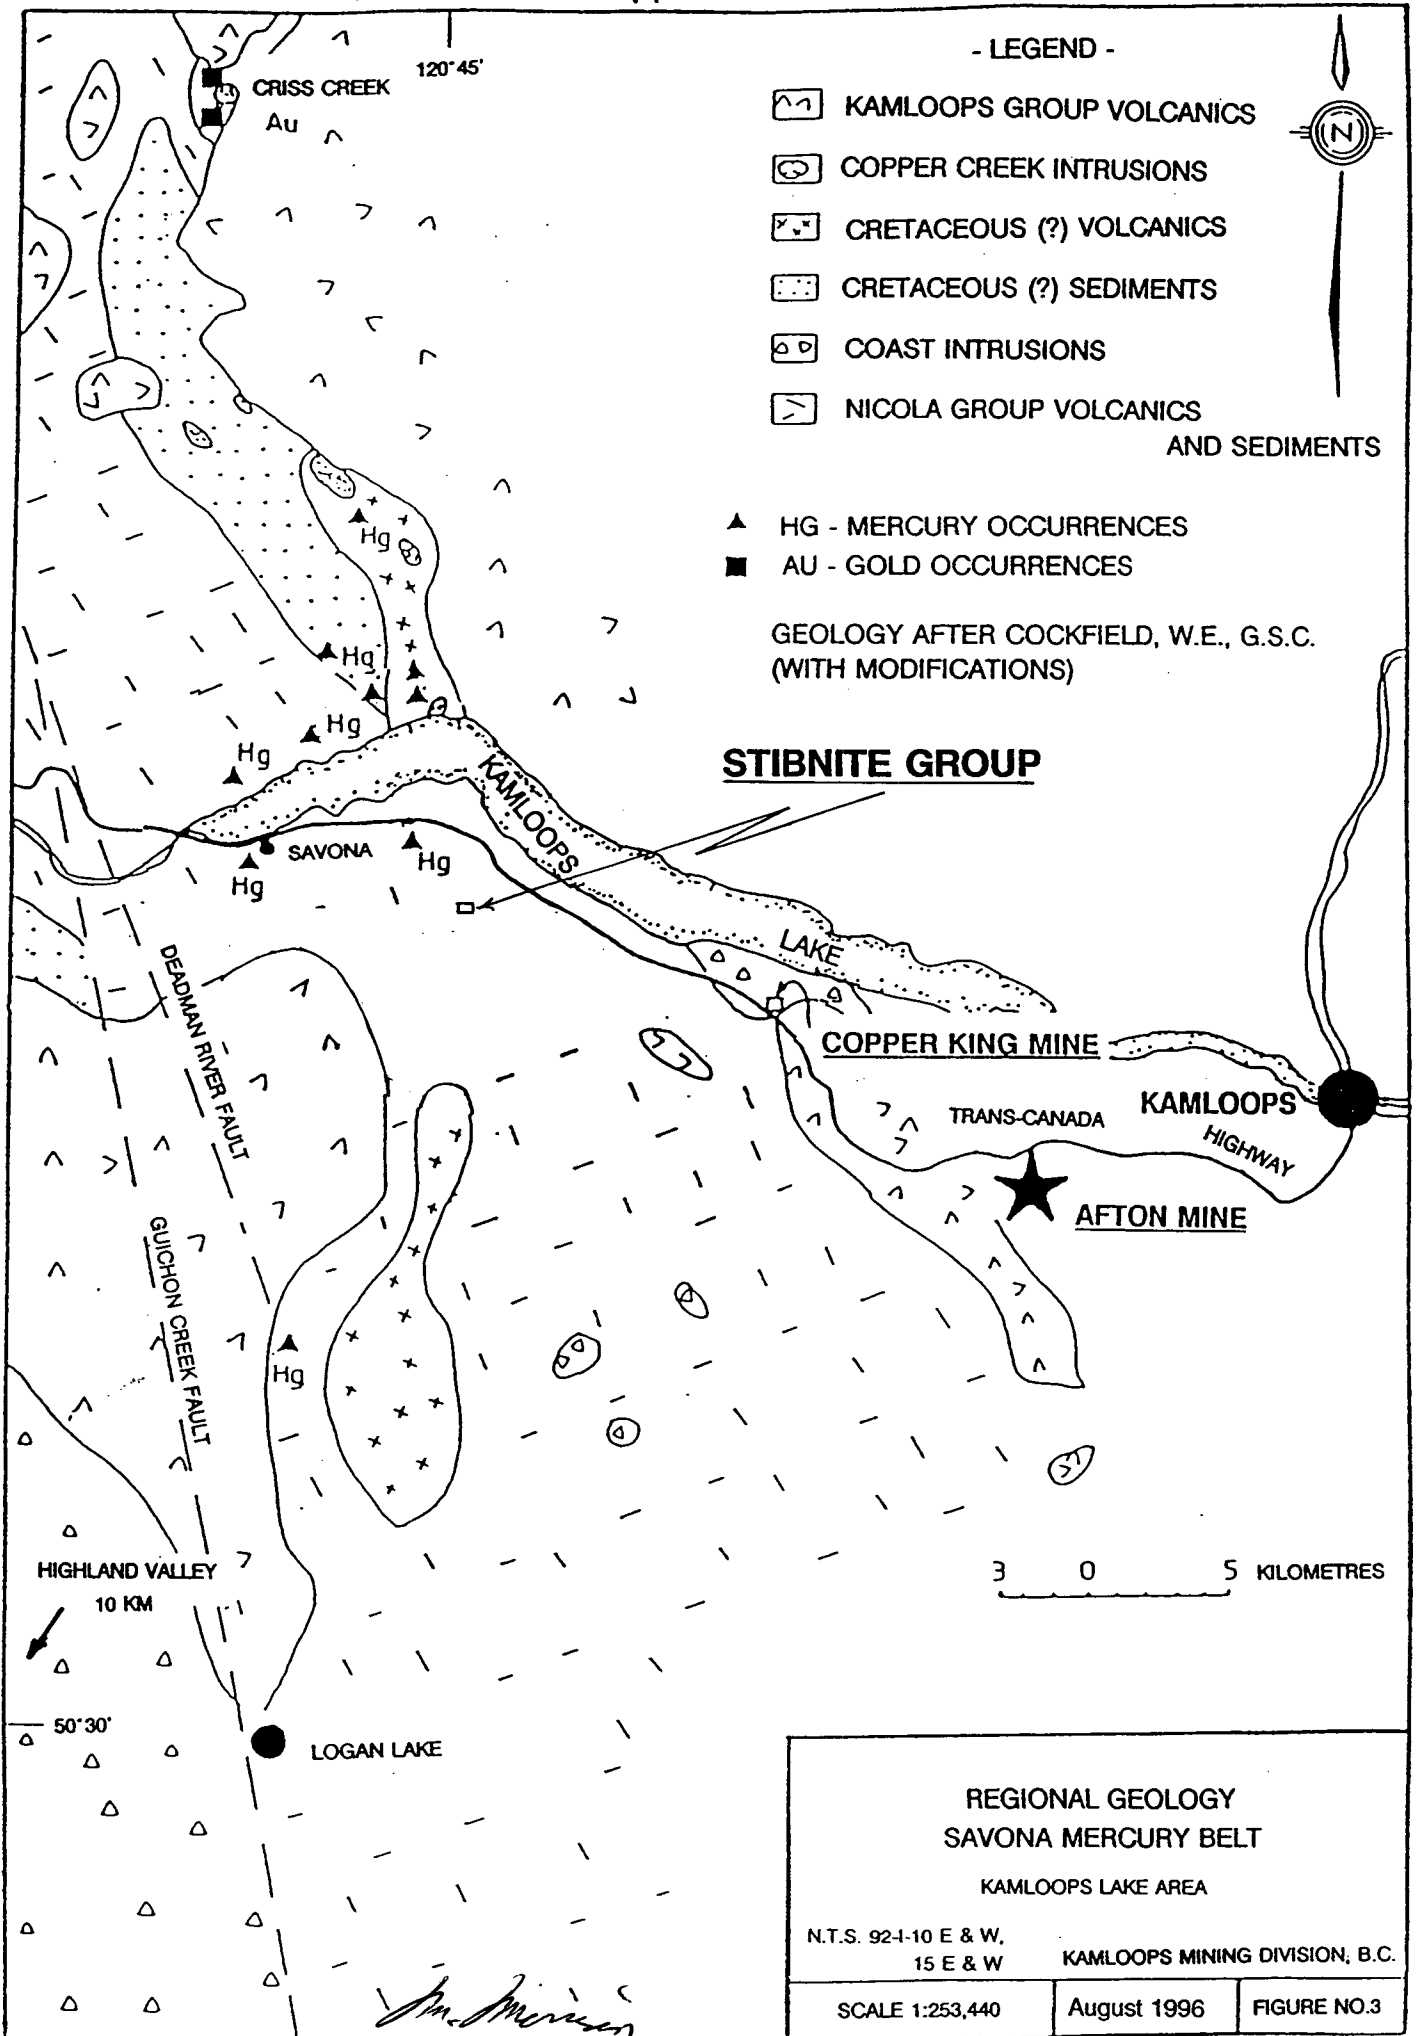 120°45'
CRISS CREEK
Au
- LEGEND -
KAMLOOPS GROUP VOLCANICS
COPPER CREEK INTRUSIONS
CRETACEOUS (?) VOLCANICS
CRETACEOUS (?) SEDIMENTS
COAST INTRUSIONS
NICOLA GROUP VOLCANICS
AND SEDIMENTS
N
HG - MERCURY OCCURRENCES
AU - GOLD OCCURRENCES
GEOLOGY AFTER COCKFIELD, W.E., G.S.C.
(WITH MODIFICATIONS)
Hg
Hg
Hg
Hg
STIBNITE GROUP
KAMLOOPS
LAKE
SAVONA
Hg
Hg
DEADMAN RIVER FAULT
COPPER KING MINE
KAMLOOPS
TRANS-CANADA
HIGHWAY
AFTON MINE
GUICHON CREEK FAULT
Hg
HIGHLAND VALLEY
10 KM
3 0 5 KILOMETRES
50°30'
LOGAN LAKE
REGIONAL GEOLOGY
SAVONA MERCURY BELT
KAMLOOPS LAKE AREA
N.T.S. 92-I-10 E & W,
15 E & W
KAMLOOPS MINING DIVISION, B.C.
SCALE 1:253,440
August 1996
FIGURE NO.3